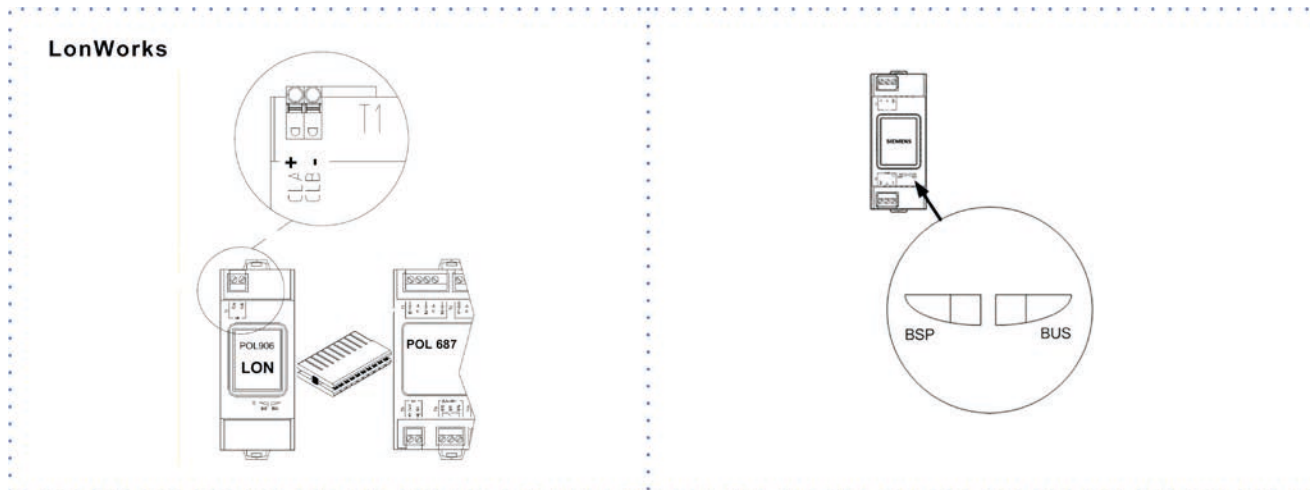 LonWorks
T1
+ -
CLA
CLB
POL906
LON
POL 687
SIEMENS
BSP
BUS